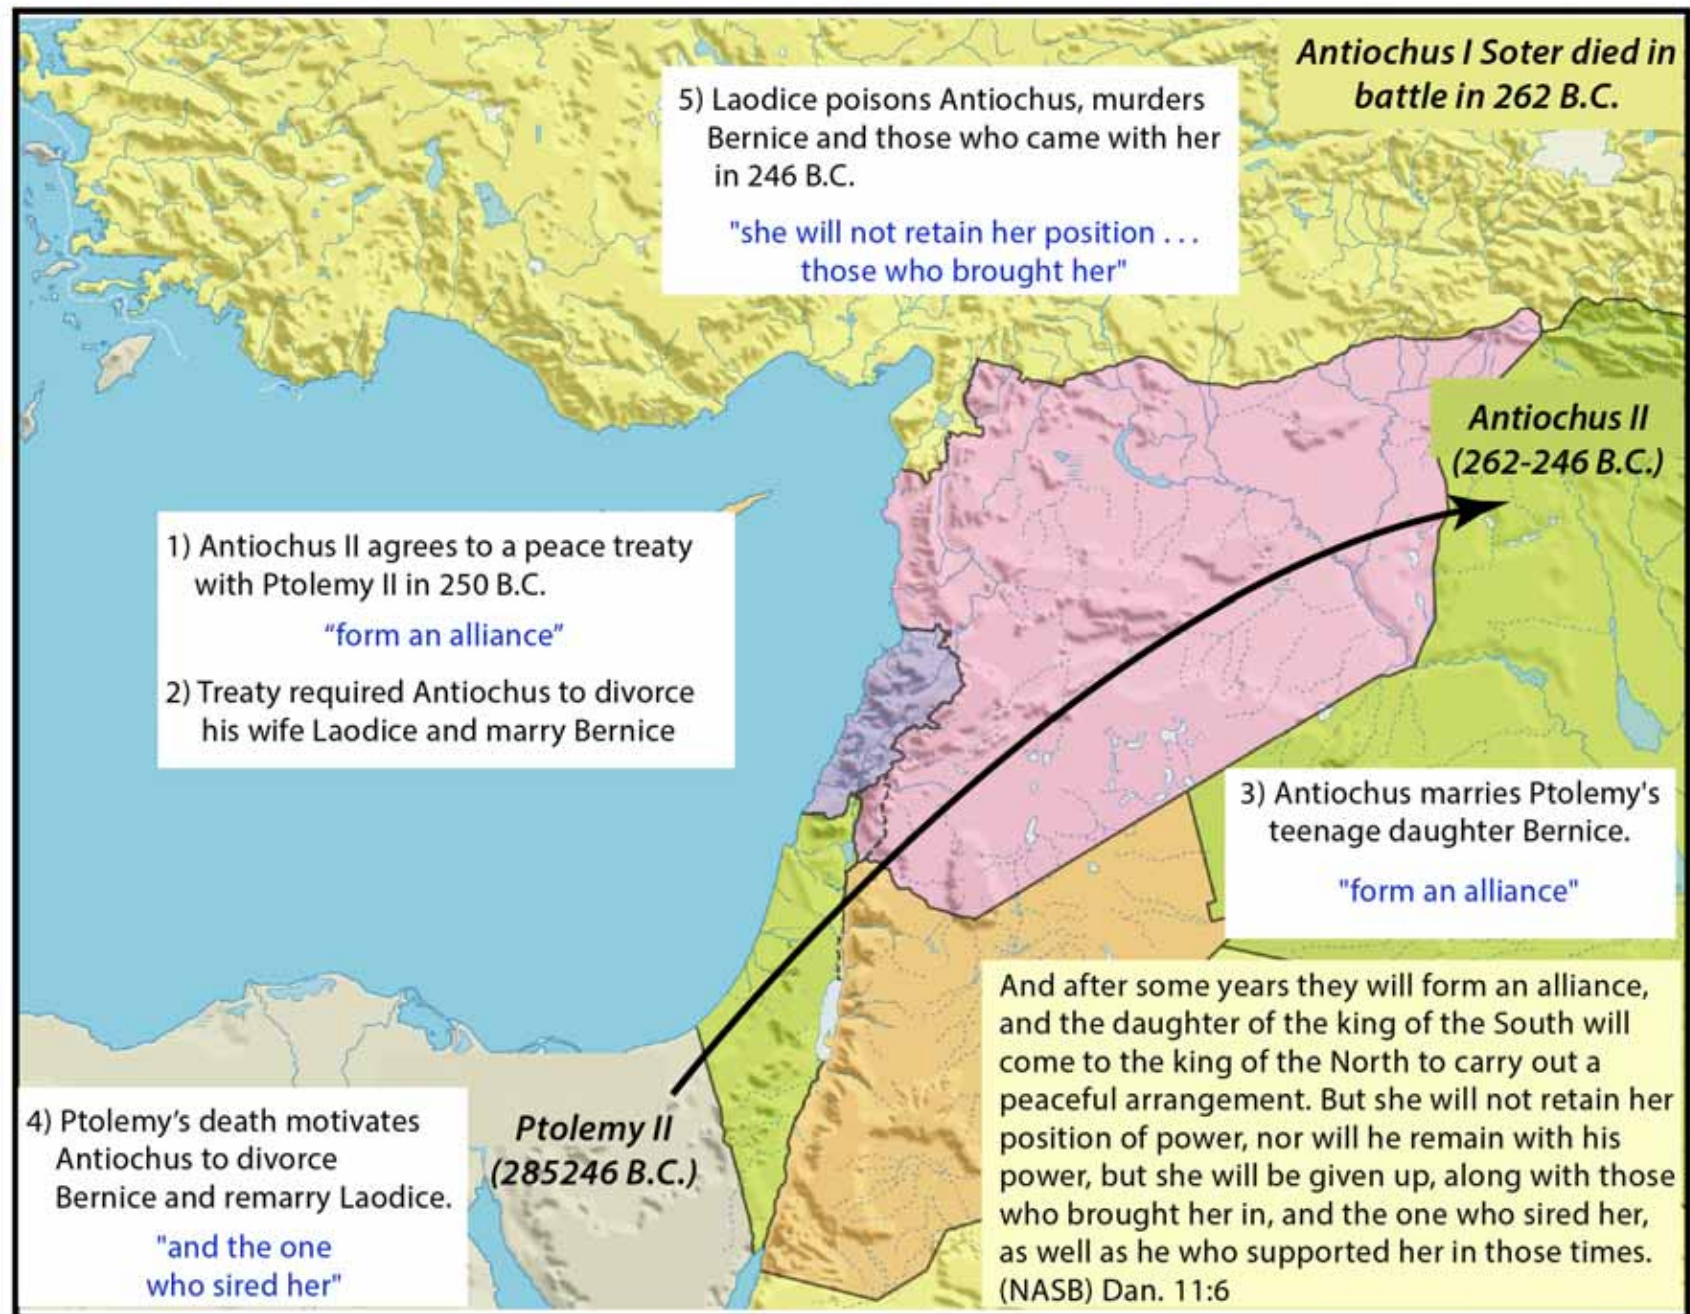 Antiochus I Soter died in
battle in 262 B.C.
5) Laodice poisons Antiochus, murders
Bernice and those who came with her
in 246 B.C.
"she will not retain her position . . .
those who brought her"
Antiochus II
(262-246 B.C.)
1) Antiochus II agrees to a peace treaty
with Ptolemy II in 250 B.C.
“form an alliance”
2) Treaty required Antiochus to divorce
his wife Laodice and marry Bernice
3) Antiochus marries Ptolemy's
teenage daughter Bernice.
"form an alliance"
4) Ptolemy’s death motivates
Antiochus to divorce
Bernice and remarry Laodice.
"and the one
who sired her"
Ptolemy II
(285246 B.C.)
And after some years they will form an alliance,
and the daughter of the king of the South will
come to the king of the North to carry out a
peaceful arrangement. But she will not retain her
position of power, nor will he remain with his
power, but she will be given up, along with those
who brought her in, and the one who sired her,
as well as he who supported her in those times.
(NASB) Dan. 11:6